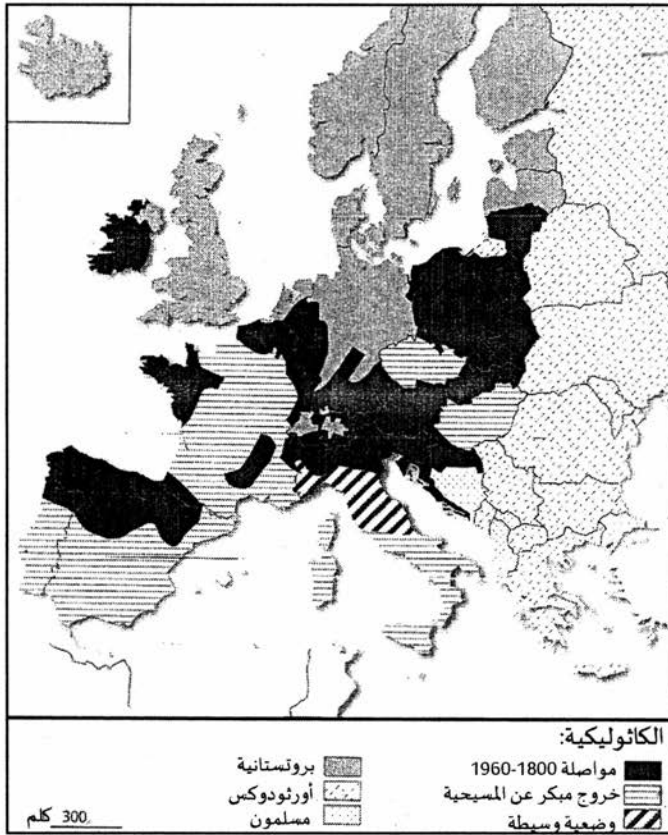 الكاثوليكية:
مواصلة 1800-1960
خروج مبكر عن المسيحية
وضعية وسيطة
بروتستانية
أورثودوكس
مسلمون
300 كلم